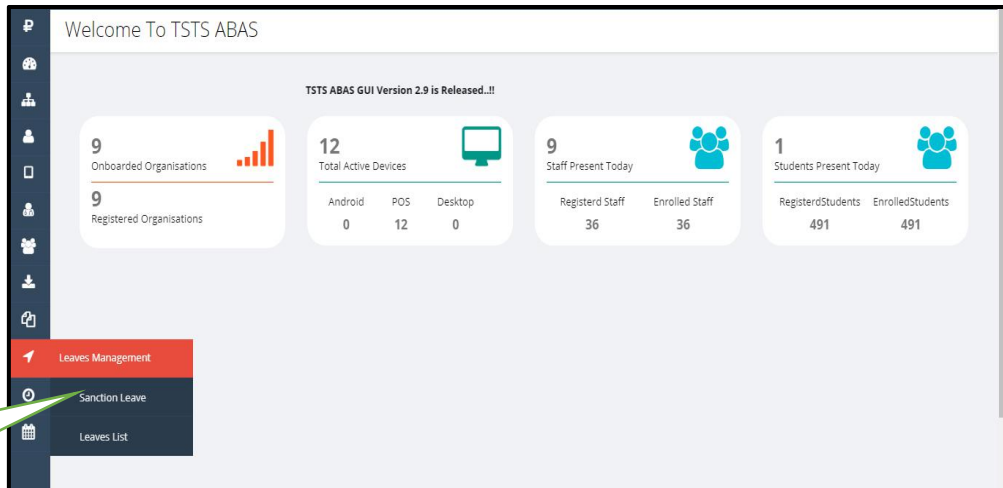 Welcome To TSTS ABAS
TSTS ABAS GUI Version 2.9 is Released..!!
9
Onboarded Organisations
9
Registered Organisations
12
Total Active Devices
Android POS Desktop
0 12 0
9
Staff Present Today
Registerd Staff Enrolled Staff
36 36
1
Students Present Today
RegisterdStudents EnrolledStudents
491 491
Leaves Management
Sanction Leave
Leaves List